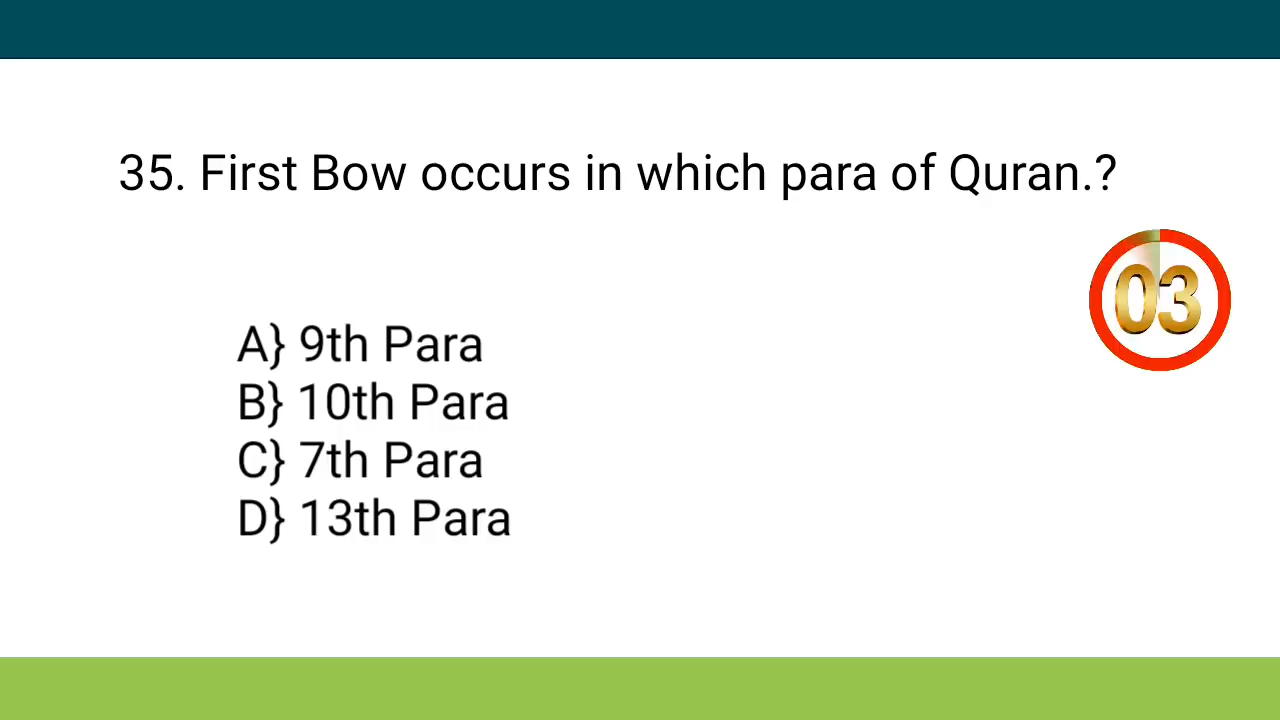 35. First Bow occurs in which para of Quran.?
03
A} 9th Para
B} 10th Para
C} 7th Para
D} 13th Para